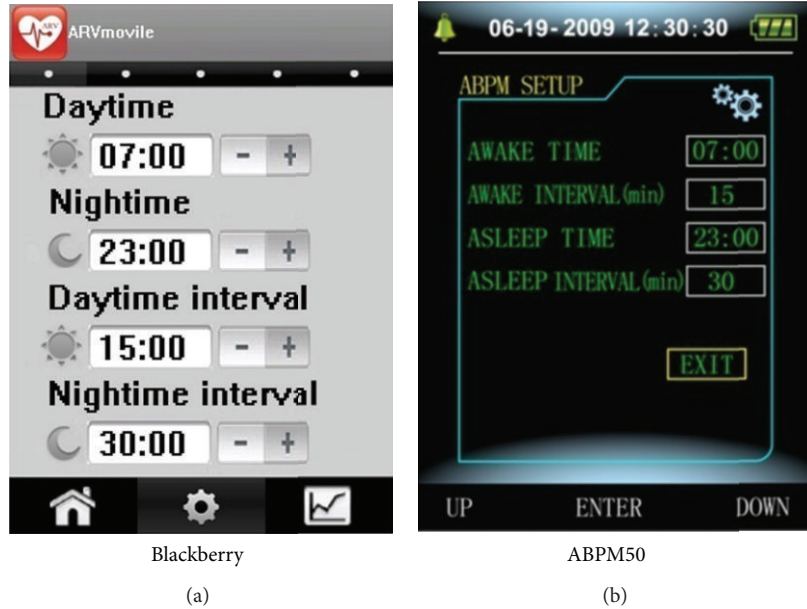 ARV
ARVmovile
Daytime
07:00 - +
Nightime
23:00 - +
Daytime interval
15:00 - +
Nightime interval
30:00 - +
Blackberry
(a)
06-19-2009 12:30:30
ABPM SETUP
AWAKE TIME 07:00
AWAKE INTERVAL(min) 15
ASLEEP TIME 23:00
ASLEEP INTERVAL(min) 30
EXIT
UP ENTER DOWN
ABPM50
(b)